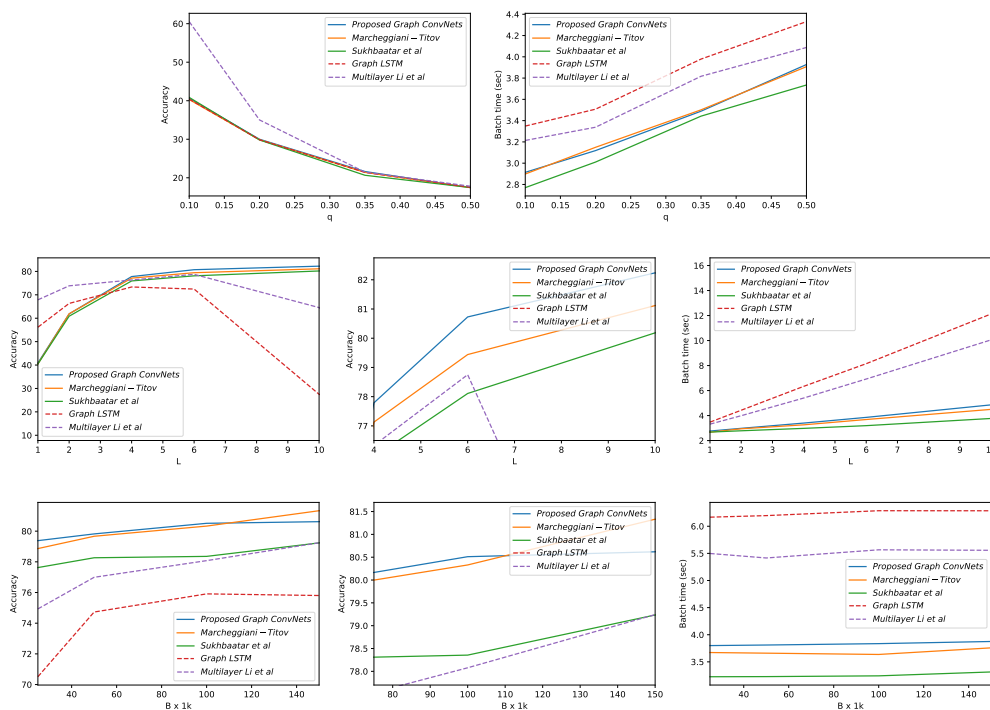 60
50
40
30
20
Accuracy
0.10 0.15 0.20 0.25 0.30 0.35 0.40 0.45 0.50
q
Proposed Graph ConvNets
Marcheggiani − Titov
Sukhbaatar et al
Graph LSTM
Multilayer Li et al
4.4
4.2
4.0
3.8
3.6
3.4
3.2
3.0
2.8
Batch time (sec)
0.10 0.15 0.20 0.25 0.30 0.35 0.40 0.45 0.50
q
Proposed Graph ConvNets
Marcheggiani − Titov
Sukhbaatar et al
Graph LSTM
Multilayer Li et al
80
70
60
50
40
30
20
10
Accuracy
1 2 3 4 5 6 7 8 9 10
L
Proposed Graph ConvNets
Marcheggiani − Titov
Sukhbaatar et al
Graph LSTM
Multilayer Li et al
82
81
80
79
78
77
Accuracy
4 5 6 7 8 9 10
L
Proposed Graph ConvNets
Marcheggiani − Titov
Sukhbaatar et al
Graph LSTM
Multilayer Li et al
16
14
12
10
8
6
4
2
Batch time (sec)
1 2 3 4 5 6 7 8 9
L
Proposed Graph ConvNets
Marcheggiani − Titov
Sukhbaatar et al
Graph LSTM
Multilayer Li et al
80
78
76
74
72
70
Accuracy
40 60 80 100 120 140
B x 1k
Proposed Graph ConvNets
Marcheggiani − Titov
Sukhbaatar et al
Graph LSTM
Multilayer Li et al
81.5
81.0
80.5
80.0
79.5
79.0
78.5
78.0
Accuracy
80 90 100 110 120 130 140 150
B x 1k
Proposed Graph ConvNets
Marcheggiani − Titov
Sukhbaatar et al
Graph LSTM
Multilayer Li et al
6.0
5.5
5.0
4.5
4.0
3.5
Batch time (sec)
40 60 80 100 120 140
B x 1k
Proposed Graph ConvNets
Marcheggiani − Titov
Sukhbaatar et al
Graph LSTM
Multilayer Li et al